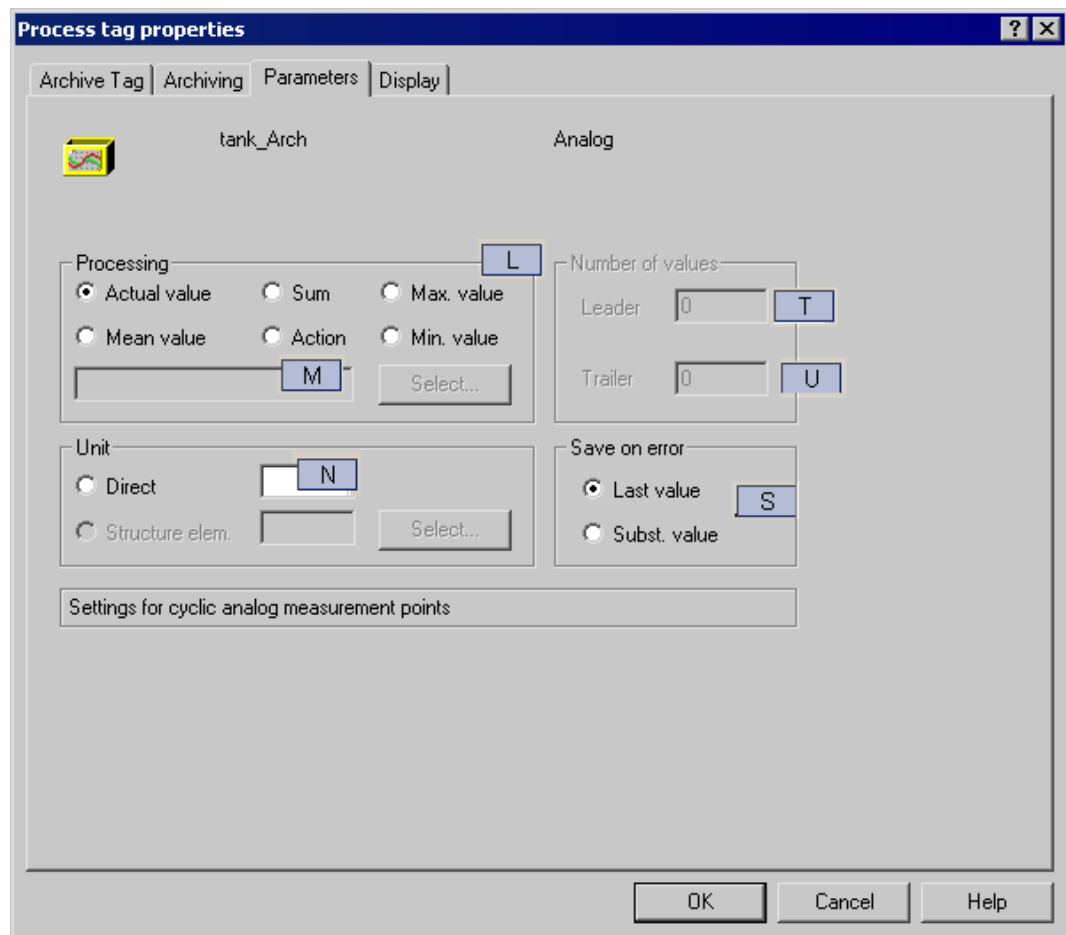 Process tag properties
Archive Tag Archiving Parameters Display
tank_Arch Analog
Processing L Number of values
Actual value Sum Max. value Leader 0 T
Mean value Action Min. value
M Select... Trailer 0 U
Unit Save on error
Direct N Last value S
Structure elem. Select... Subst. value
Settings for cyclic analog measurement points
OK Cancel Help